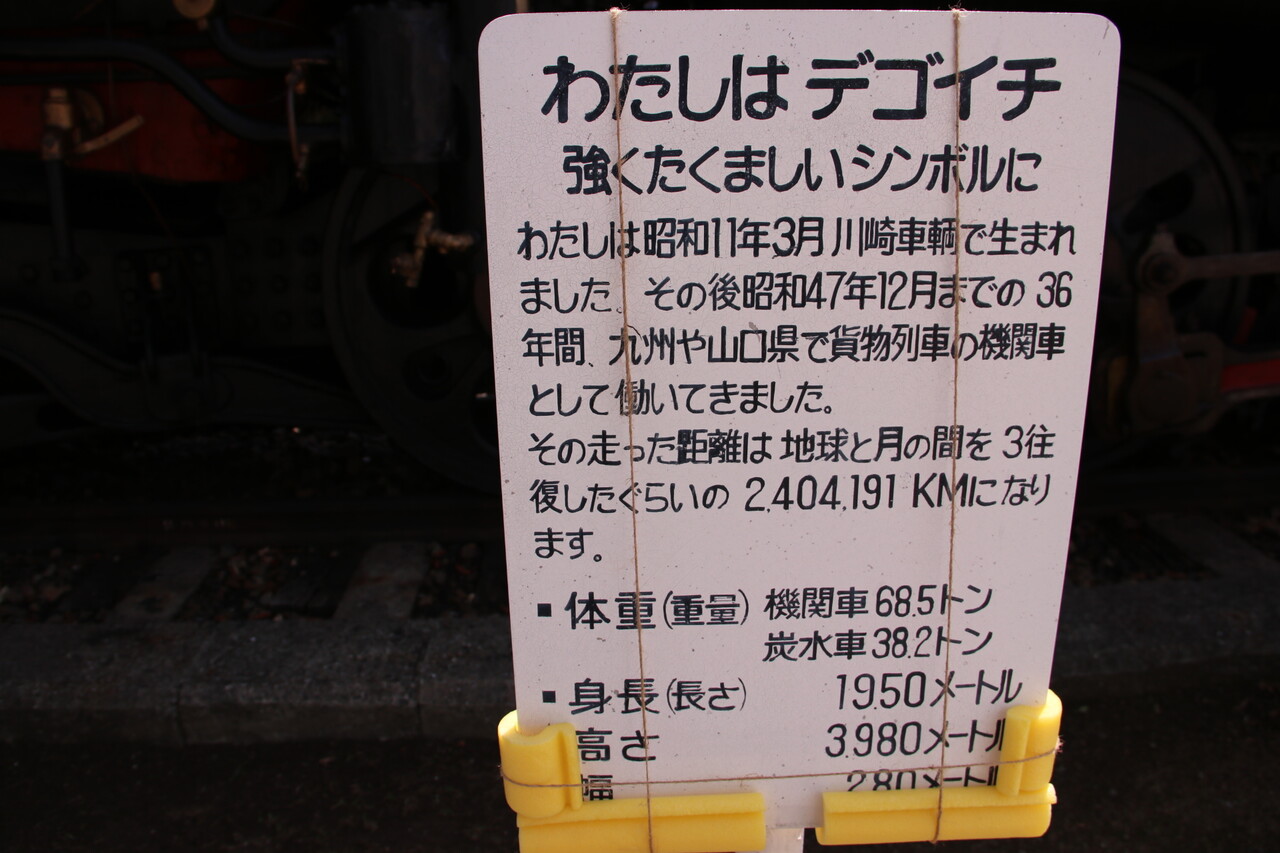 わたしは デゴイチ
強くたくましいシンボルに
わたしは昭和11年3月 川崎車輌で生まれ
ました。その後昭和47年12月までの 36
年間、九州や山口県で貨物列車の機関車
として働いてきました。
その走った距離は 地球と月の間を 3往
復したぐらいの 2,404,191 KMになり
ます。
▪体重(重量) 機関車 68.5トン
炭水車 38.2トン
▪身長(長さ) 19.50メートル
高さ 3.980メートル
幅 2.80メートル